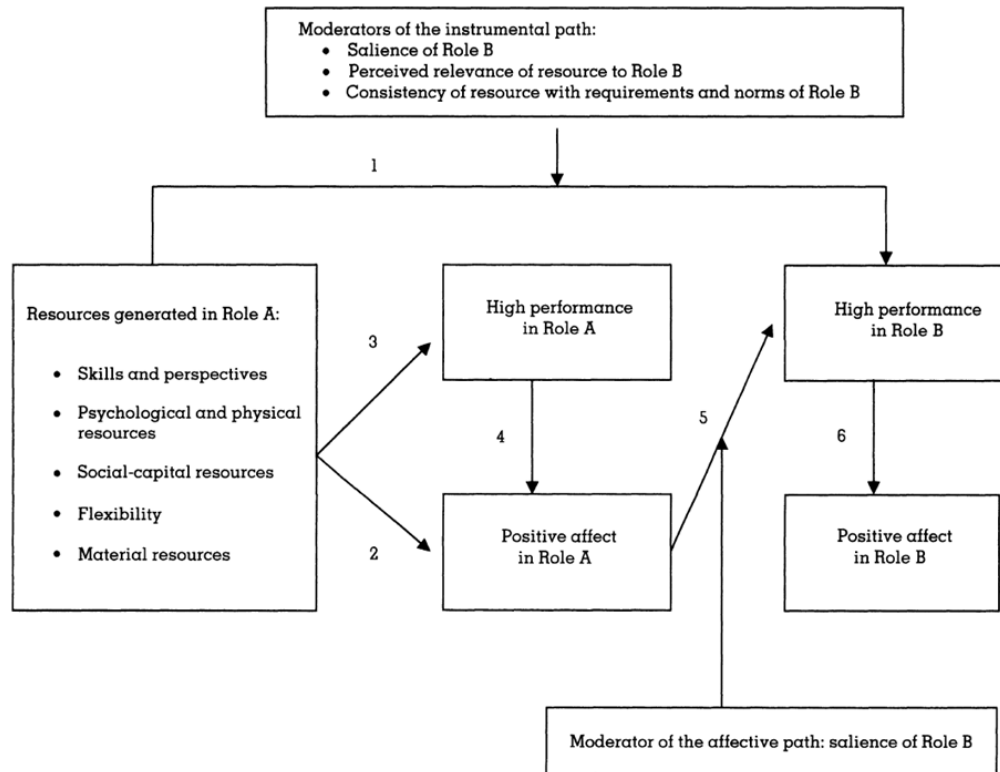 Moderators of the instrumental path:
• Salience of Role B
• Perceived relevance of resource to Role B
• Consistency of resource with requirements and norms of Role B
1
Resources generated in Role A:
• Skills and perspectives
• Psychological and physical
resources
• Social-capital resources
• Flexibility
• Material resources
3
2
High performance
in Role A
4
Positive affect
in Role A
5
High performance
in Role B
6
Positive affect
in Role B
Moderator of the affective path: salience of Role B